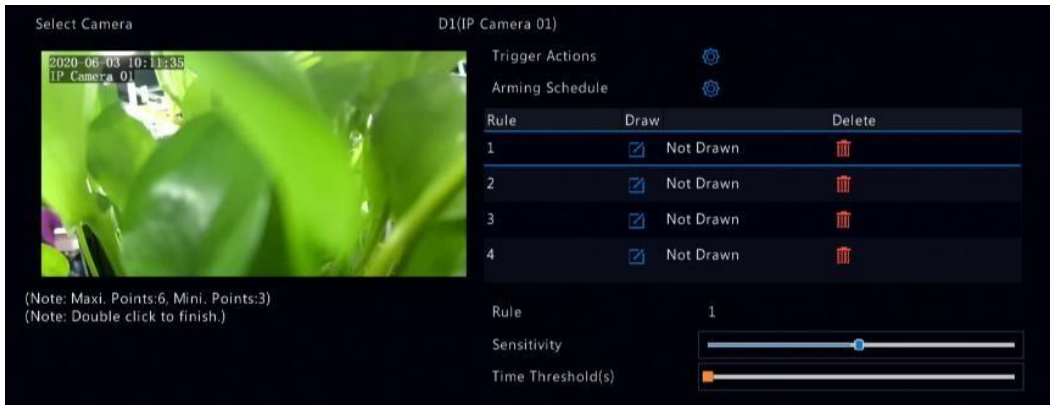 Select Camera
D1(IP Camera 01)
2020-06-03 10:11:35
IP Camera 01
Trigger Actions
Arming Schedule
Rule Draw Delete
1 Not Drawn
2 Not Drawn
3 Not Drawn
4 Not Drawn
(Note: Maxi. Points:6, Mini. Points:3)
(Note: Double click to finish.)
Rule 1
Sensitivity
Time Threshold(s)